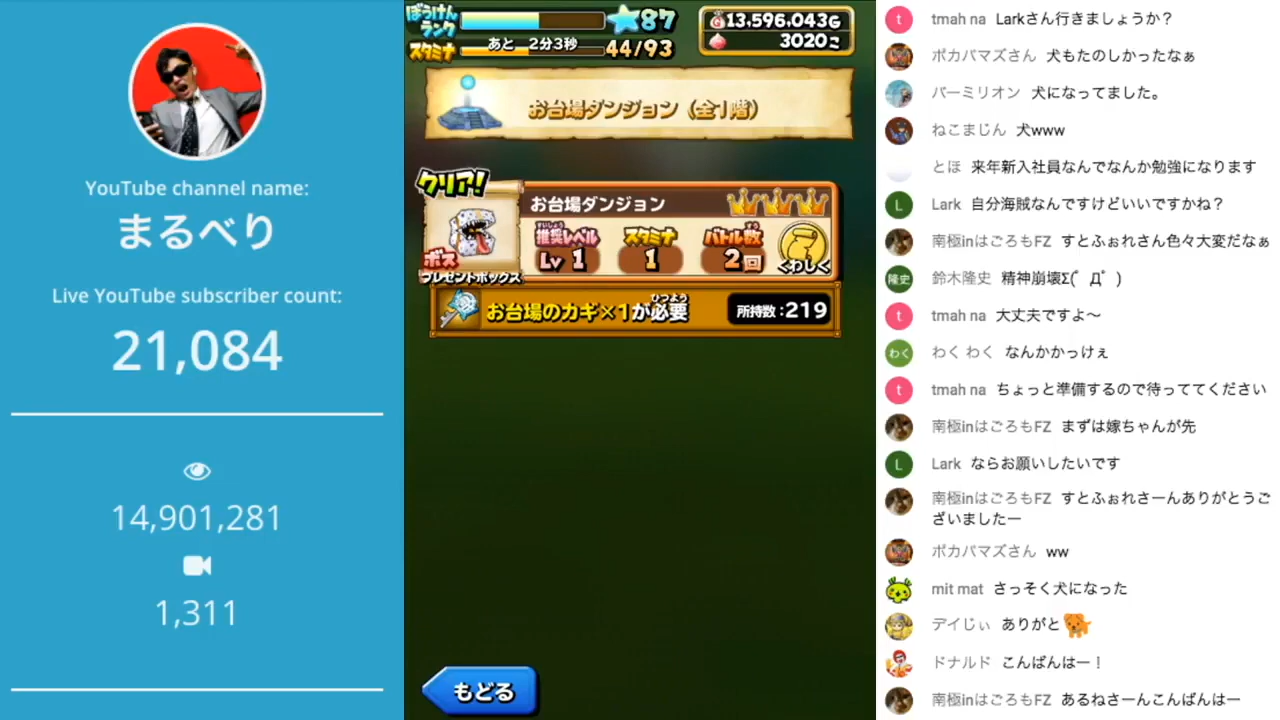 YouTube channel name:
まるべり
Live YouTube subscriber count:
21,084
14,901,281
1,311
ぼうけんランク
87
スタミナ
あと 2分3秒
44/93
13,596,043G
3020こ
お台場ダンジョン(全1階)
クリア!
お台場ダンジョン
ボス
プレゼントボックス
すいしょう
推奨レベル
Lv 1
スタミナ
1
バトル数
すう
2回
くわしく
お台場のカギ×1が必要
ひつよう
所持数:219
もどる
tmah na Larkさん行きましょうか?
ポカパマズさん 犬もたのしかったなぁ
バーミリオン 犬になってました。
ねこまじん 犬www
とほ 来年新入社員なんでなんか勉強になります
L Lark 自分海賊なんですけどいいですかね?
南極inはごろもFZ すとふぉれさん色々大変だなぁ
隆史 鈴木隆史 精神崩壊Σ(ﾟДﾟ)
t tmah na 大丈夫ですよ〜
わく わく わく なんかかっけぇ
t tmah na ちょっと準備するので待っててください
南極inはごろもFZ まずは嫁ちゃんが先
L Lark ならお願いしたいです
南極inはごろもFZ すとふぉれさーんありがとうご
ざいましたー
ポカパマズさん ww
mit mat さっそく犬になった
デイじぃ ありがと
ドナルド こんばんはー!
南極inはごろもFZ あるねさーんこんばんはー